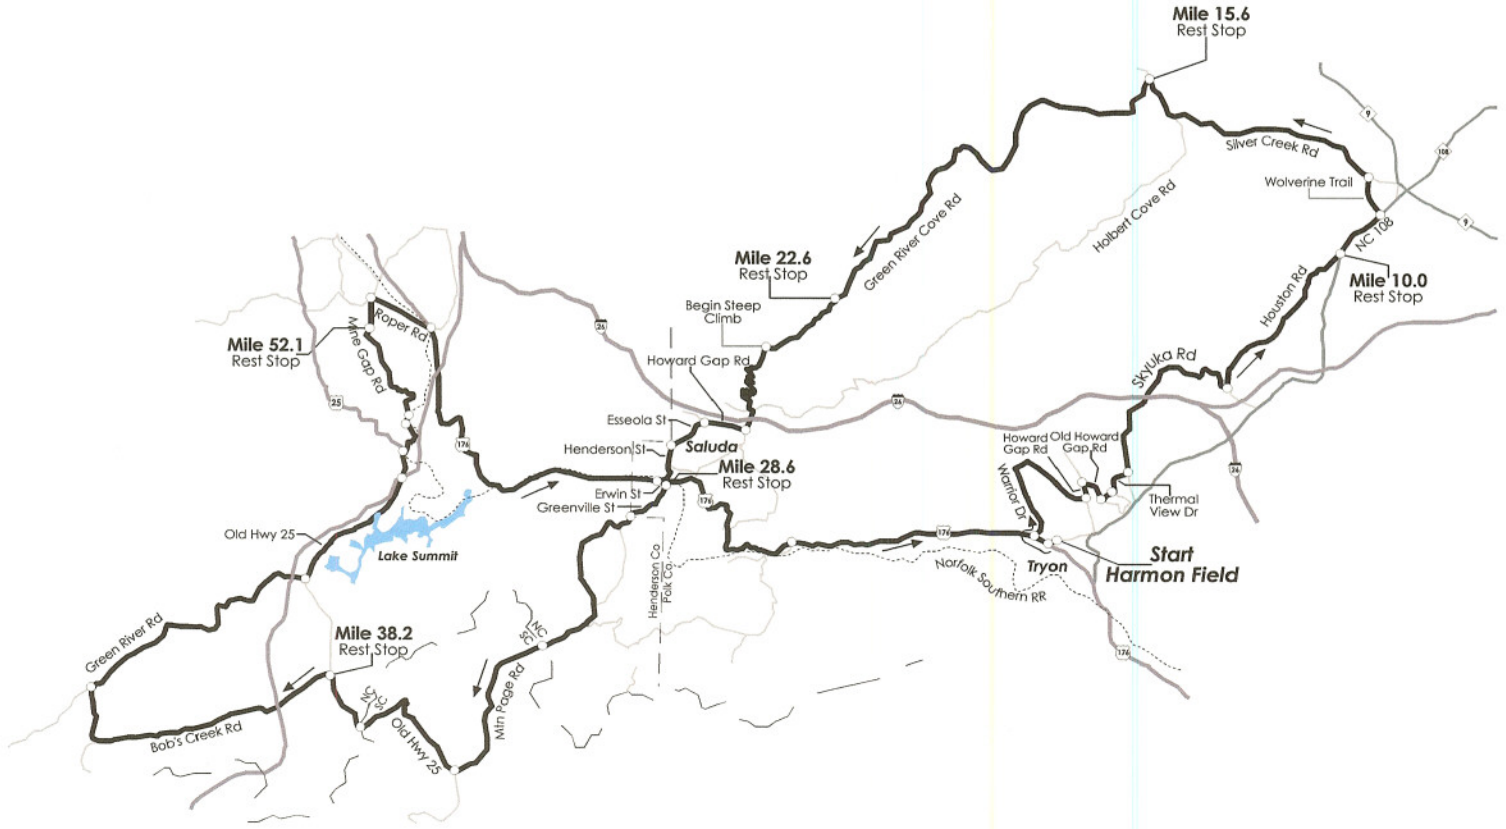 Mile 15.6
Rest Stop
9
108
Silver Creek Rd
Wolverine Trail
9
NC 108
Holbert Cove Rd
Green River Cove Rd
Mile 22.6
Rest Stop
Mile 10.0
Rest Stop
Houston Rd
Begin Steep
Climb
26
Roper Rd
Mile 52.1
Rest Stop
Mine Gap Rd
Howard Gap Rd
Skyuka Rd
25
26
Esseola St
Henderson St
Saluda
176
Howard
Gap Rd
Old Howard
Gap Rd
Mile 28.6
Rest Stop
26
Warrior Dr
Erwin St
Greenville St
176
Thermal
View Dr
Old Hwy 25
Lake Summit
176
Start
Harmon Field
Tryon
Norfolk Southern RR
Henderson Co
Polk Co
Green River Rd
Mile 38.2
Rest Stop
NC
SC
176
Mtn Page Rd
NC
SC
Old Hwy 25
Bob's Creek Rd